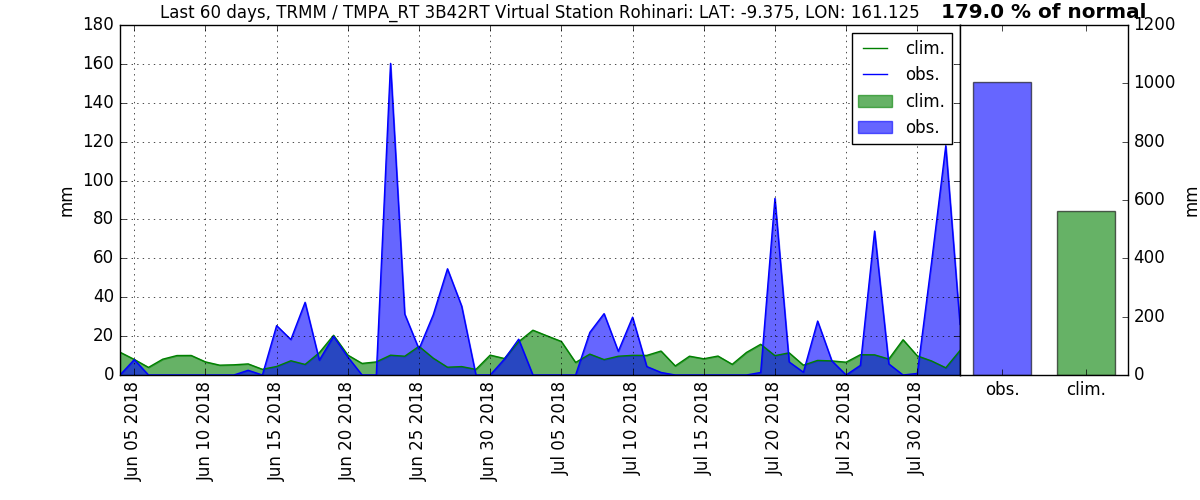 Last 60 days, TRMM / TMPA_RT 3B42RT Virtual Station Rohinari: LAT: -9.375, LON: 161.125
179.0 % of normal
180
160
140
120
100
80
60
40
20
0
mm
clim.
obs.
clim.
obs.
1200
1000
800
600
400
200
0
mm
Jun 05 2018
Jun 10 2018
Jun 15 2018
Jun 20 2018
Jun 25 2018
Jun 30 2018
Jul 05 2018
Jul 10 2018
Jul 15 2018
Jul 20 2018
Jul 25 2018
Jul 30 2018
obs.
clim.